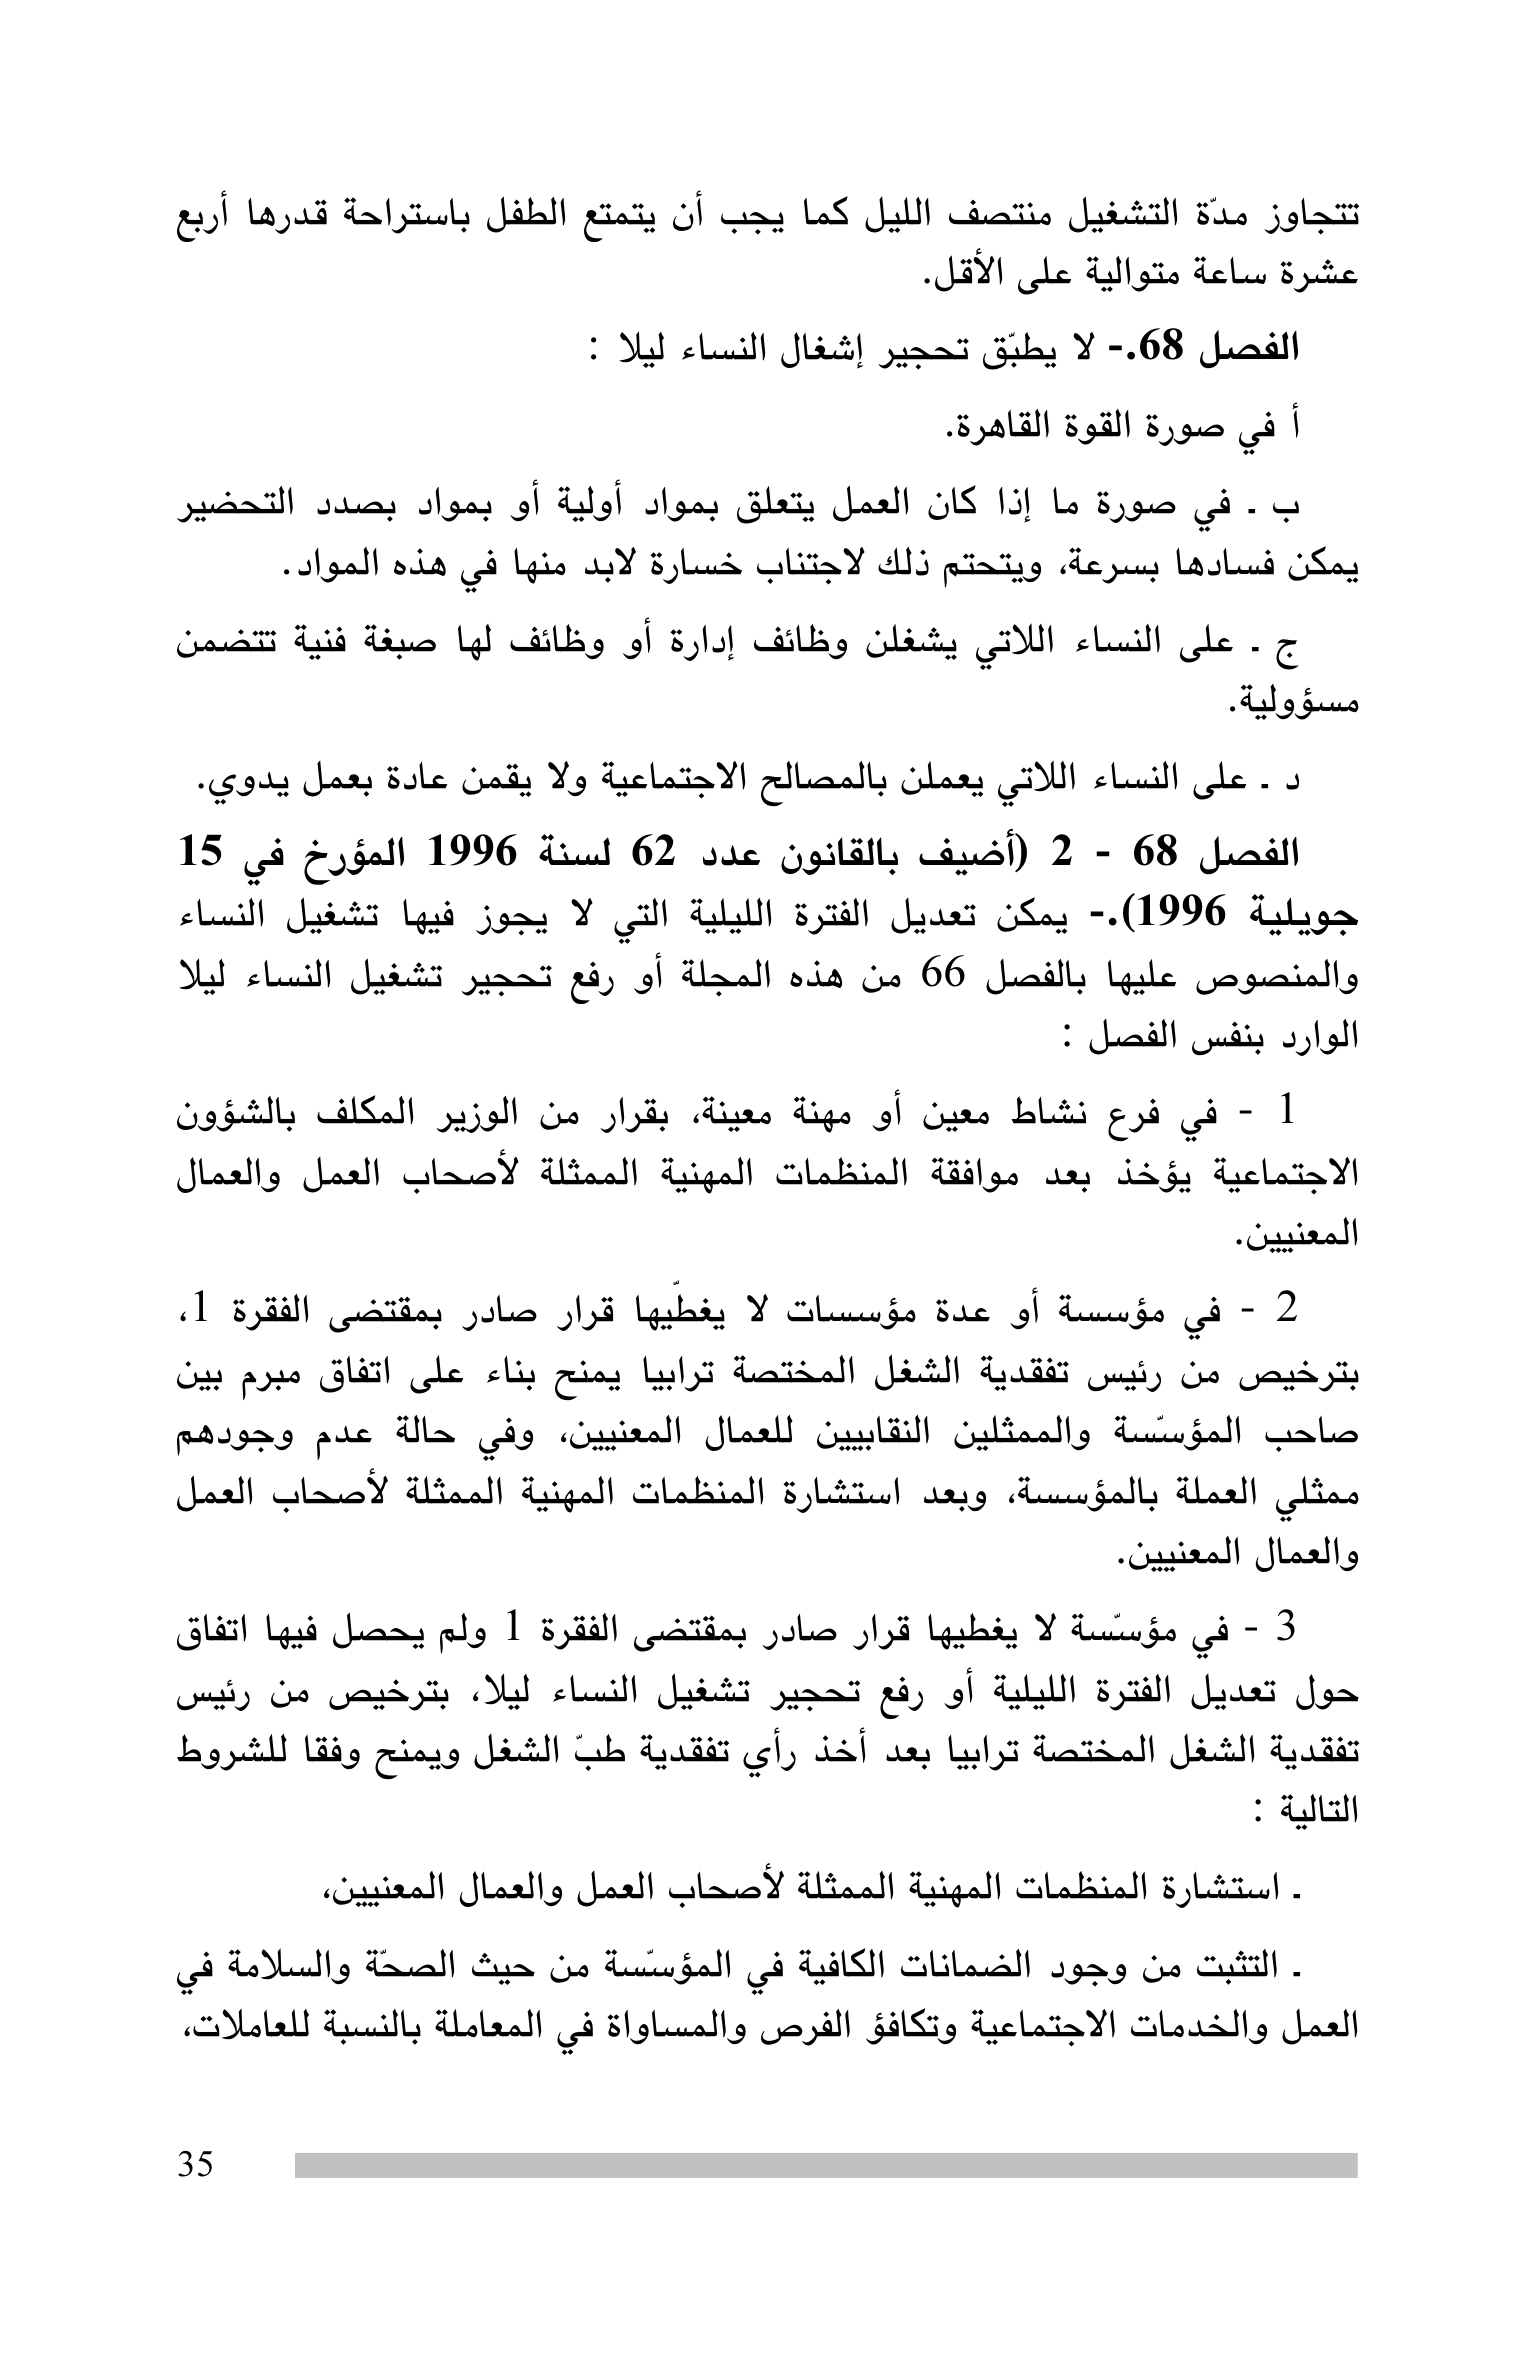 تتجاوز مدّة التشغيل منتصف الليل كما يجب أن يتمتع الطفل باستراحة قدرها أربع
عشرة ساعة متوالية على الأقل.
الفصل 68.- لا يطبّق تحجير إشغال النساء ليلا :
أ في صورة القوة القاهرة.
ب ـ في صورة ما إذا كان العمل يتعلق بمواد أولية أو بمواد بصدد التحضير
يمكن فسادها بسرعة، ويتحتم ذلك لاجتناب خسارة لابد منها في هذه المواد.
ج ـ على النساء اللاتي يشغلن وظائف إدارة أو وظائف لها صبغة فنية تتضمن
مسؤولية.
د ـ على النساء اللاتي يعملن بالمصالح الاجتماعية ولا يقمن عادة بعمل يدوي.
الفصل 68 - 2 (أضيف بالقانون عدد 62 لسنة 1996 المؤرخ في 15
جويلية 1996).- يمكن تعديل الفترة الليلية التي لا يجوز فيها تشغيل النساء
والمنصوص عليها بالفصل 66 من هذه المجلة أو رفع تحجير تشغيل النساء ليلا
الوارد بنفس الفصل :
1 - في فرع نشاط معين أو مهنة معينة، بقرار من الوزير المكلف بالشؤون
الاجتماعية يؤخذ بعد موافقة المنظمات المهنية الممثلة لأصحاب العمل والعمال
المعنيين.
2 - في مؤسسة أو عدة مؤسسات لا يغطّيها قرار صادر بمقتضى الفقرة 1،
بترخيص من رئيس تفقدية الشغل المختصة ترابيا يمنح بناء على اتفاق مبرم بين
صاحب المؤسّسة والممثلين النقابيين للعمال المعنيين، وفي حالة عدم وجودهم
ممثلي العملة بالمؤسسة، وبعد استشارة المنظمات المهنية الممثلة لأصحاب العمل
والعمال المعنيين.
3 - في مؤسّسة لا يغطيها قرار صادر بمقتضى الفقرة 1 ولم يحصل فيها اتفاق
حول تعديل الفترة الليلية أو رفع تحجير تشغيل النساء ليلا، بترخيص من رئيس
تفقدية الشغل المختصة ترابيا بعد أخذ رأي تفقدية طبّ الشغل ويمنح وفقا للشروط
التالية :
ـ استشارة المنظمات المهنية الممثلة لأصحاب العمل والعمال المعنيين،
ـ التثبت من وجود الضمانات الكافية في المؤسّسة من حيث الصحّة والسلامة في
العمل والخدمات الاجتماعية وتكافؤ الفرص والمساواة في المعاملة بالنسبة للعاملات،
35